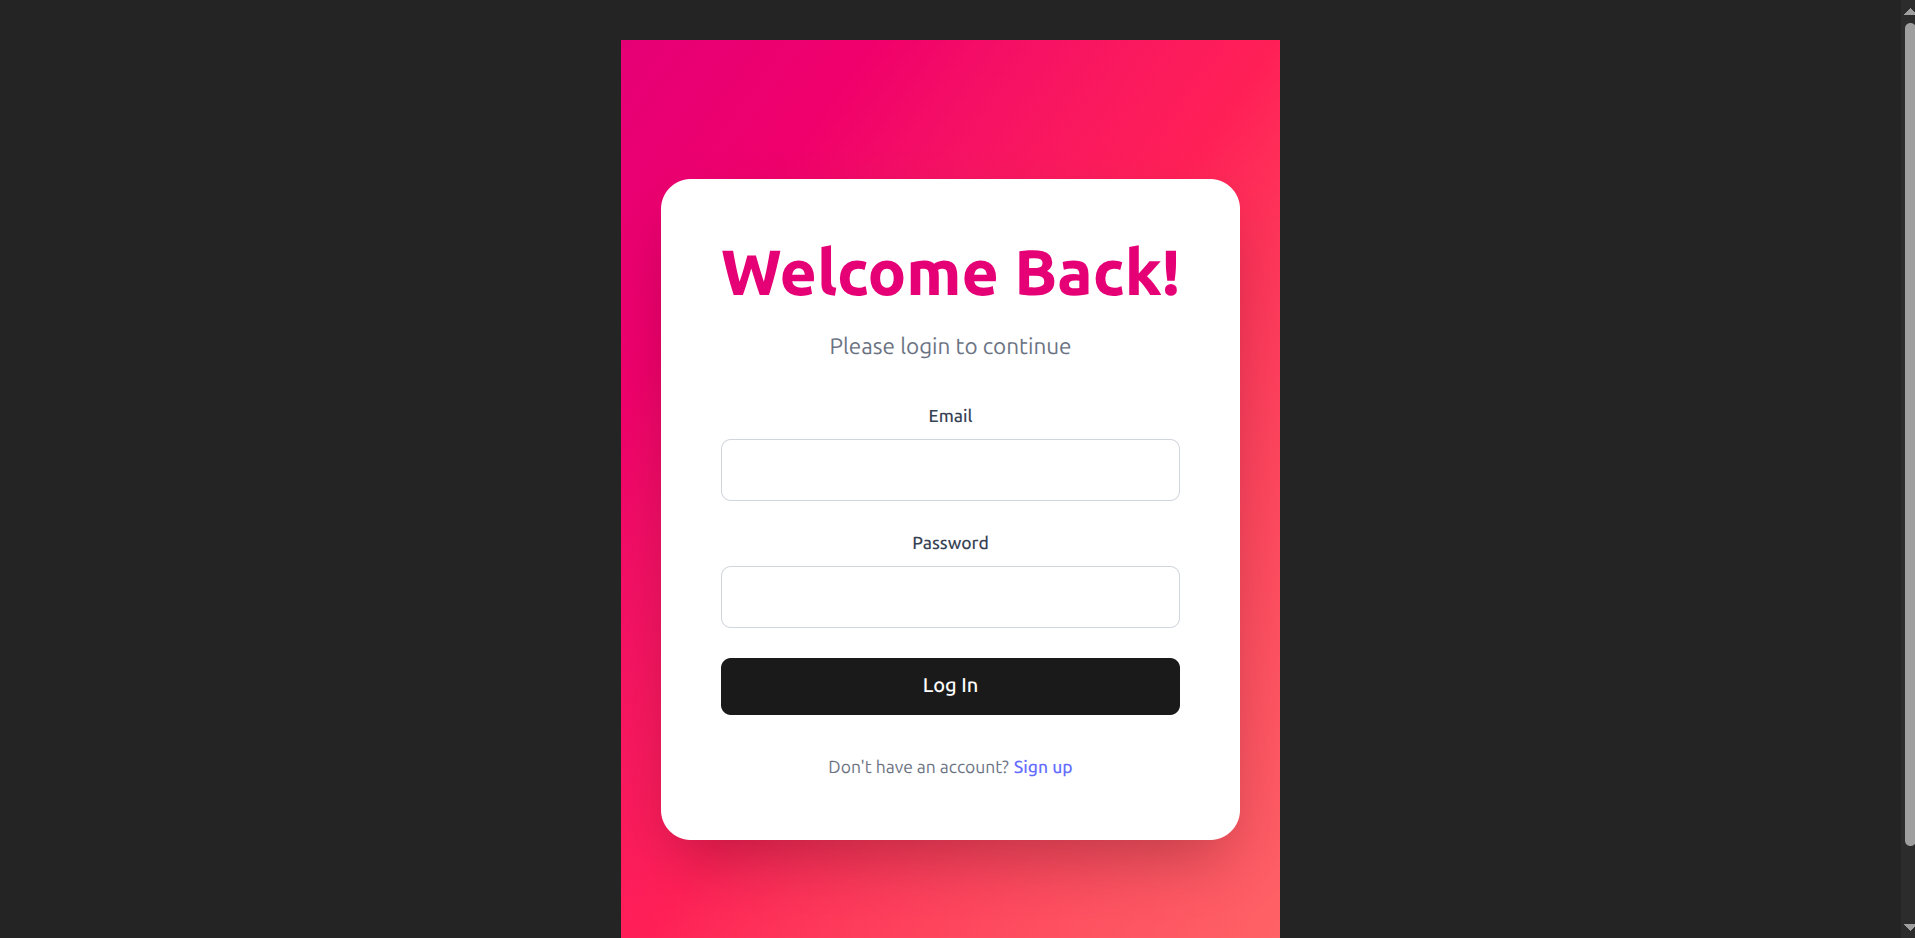 Welcome Back!
Please login to continue
Email
Password
Log In
Don't have an account? Sign up